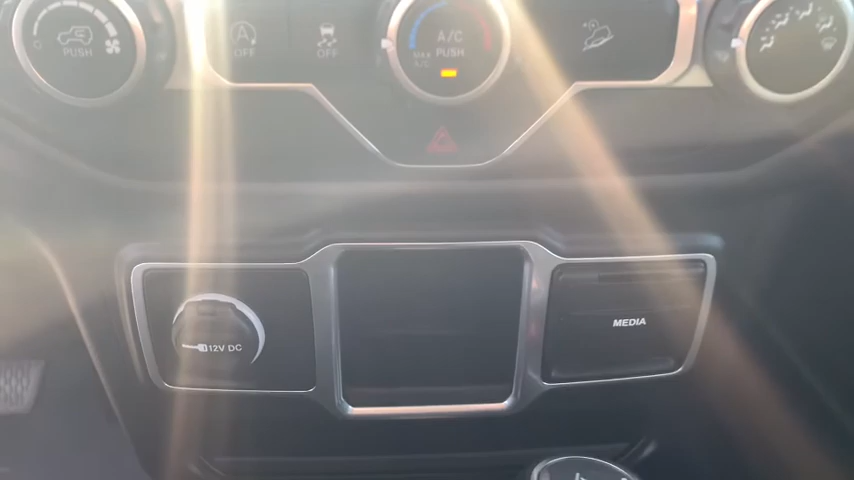 PUSH
OFF
OFF
A/C
MAX
A/C
PUSH
12V DC
MEDIA